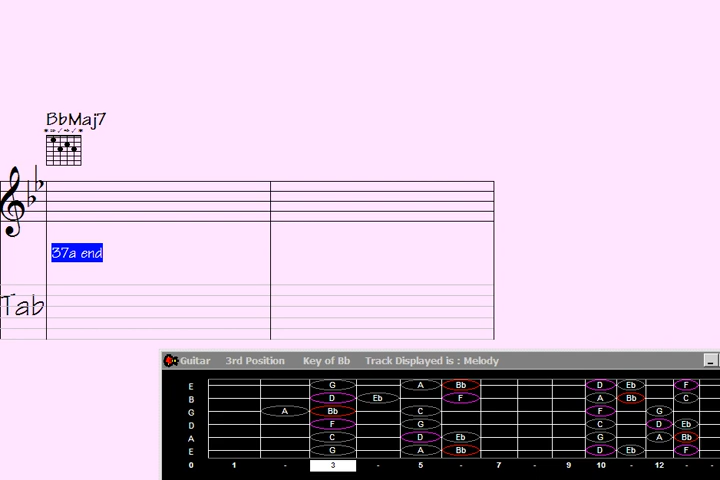 BbMaj7
37a end
Tab
Guitar 3rd Position Key of Bb Track Displayed is : Melody
E G A Bb D Eb F
B D Eb F A Bb C
G A Bb C F G
D F G C D Eb
A C D Eb G A Bb
E G A Bb D Eb F
0 1 - 3 - 5 - 7 - 9 10 - 12 - -